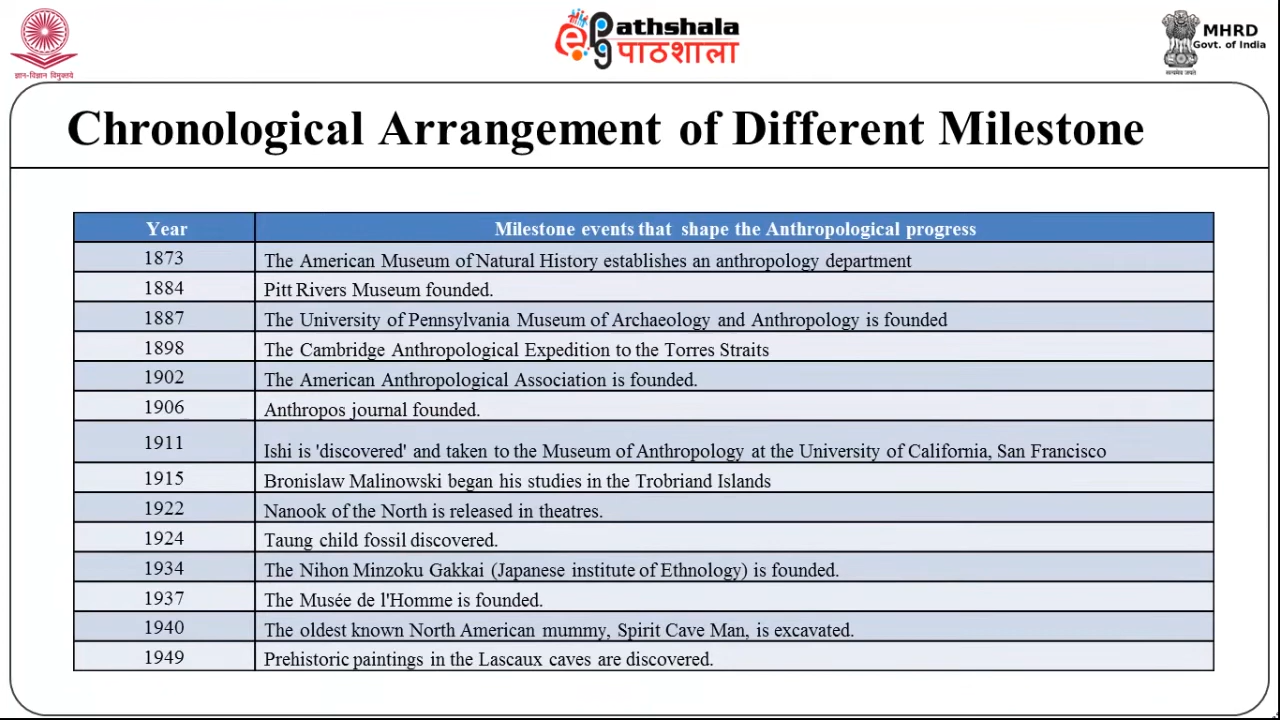 ज्ञान-विज्ञान विमुक्तये
ePG Pathshala
पाठशाला
MHRD
Govt. of India
सत्यमेव जयते
Chronological Arrangement of Different Milestone
Year Milestone events that shape the Anthropological progress
1873 The American Museum of Natural History establishes an anthropology department
1884 Pitt Rivers Museum founded.
1887 The University of Pennsylvania Museum of Archaeology and Anthropology is founded
1898 The Cambridge Anthropological Expedition to the Torres Straits
1902 The American Anthropological Association is founded.
1906 Anthropos journal founded.
1911 Ishi is 'discovered' and taken to the Museum of Anthropology at the University of California, San Francisco
1915 Bronislaw Malinowski began his studies in the Trobriand Islands
1922 Nanook of the North is released in theatres.
1924 Taung child fossil discovered.
1934 The Nihon Minzoku Gakkai (Japanese institute of Ethnology) is founded.
1937 The Musée de l'Homme is founded.
1940 The oldest known North American mummy, Spirit Cave Man, is excavated.
1949 Prehistoric paintings in the Lascaux caves are discovered.